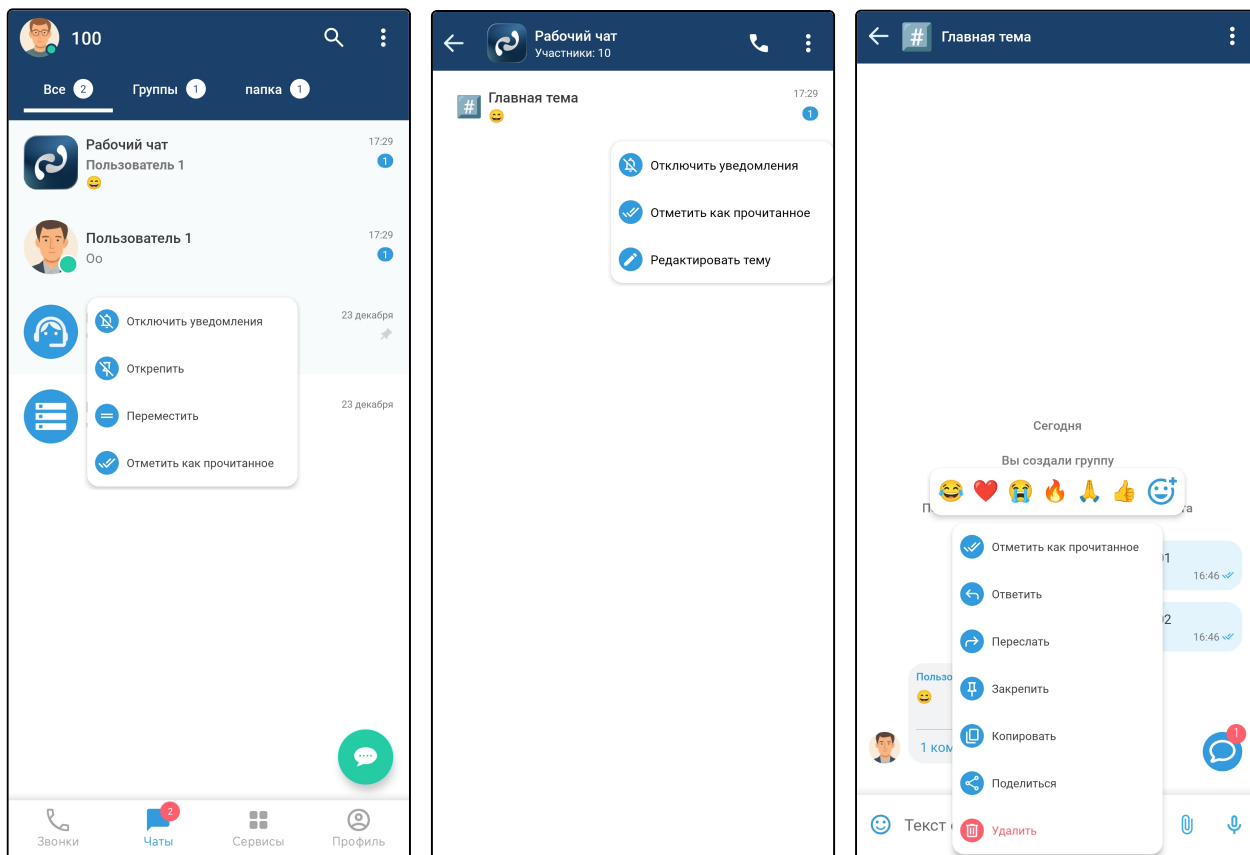 100
Все 2
Группы 1
папка 1
Рабочий чат
17:29
Пользователь 1
1
Пользователь 1
17:29
Оо
1
23 декабря
Отключить уведомления
Открепить
Переместить
Отметить как прочитанное
23 декабря
Звонки
2
Чаты
Сервисы
Профиль
Рабочий чат
Участники: 10
# Главная тема
17:29
1
Отключить уведомления
Отметить как прочитанное
Редактировать тему
# Главная тема
Сегодня
Вы создали группу
Отметить как прочитанное
16:46
Ответить
Переслать
16:46
Закрепить
Копировать
1
Поделиться
Текст
Удалить